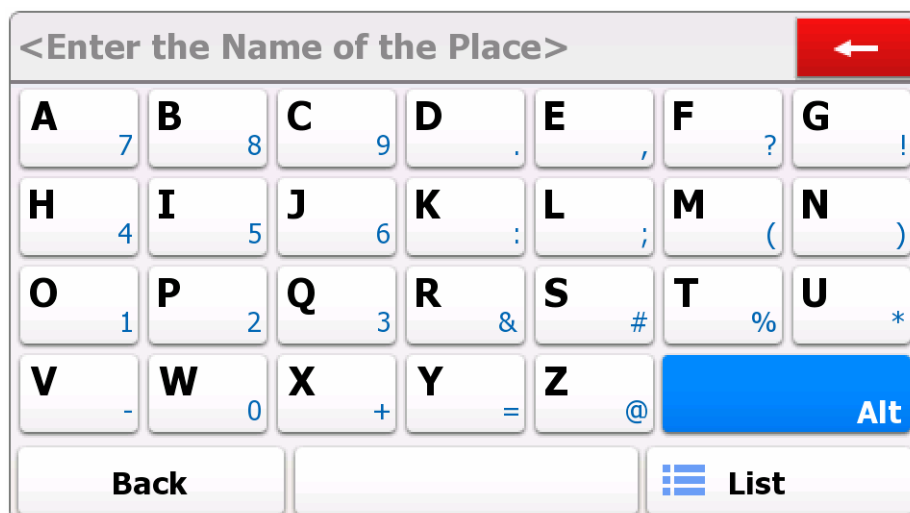 <Enter the Name of the Place>
A 7 B 8 C 9 D . E , F ? G !
H 4 I 5 J 6 K : L ; M ( N )
O 1 P 2 Q 3 R & S # T % U *
V - W 0 X + Y = Z @ Alt
Back List